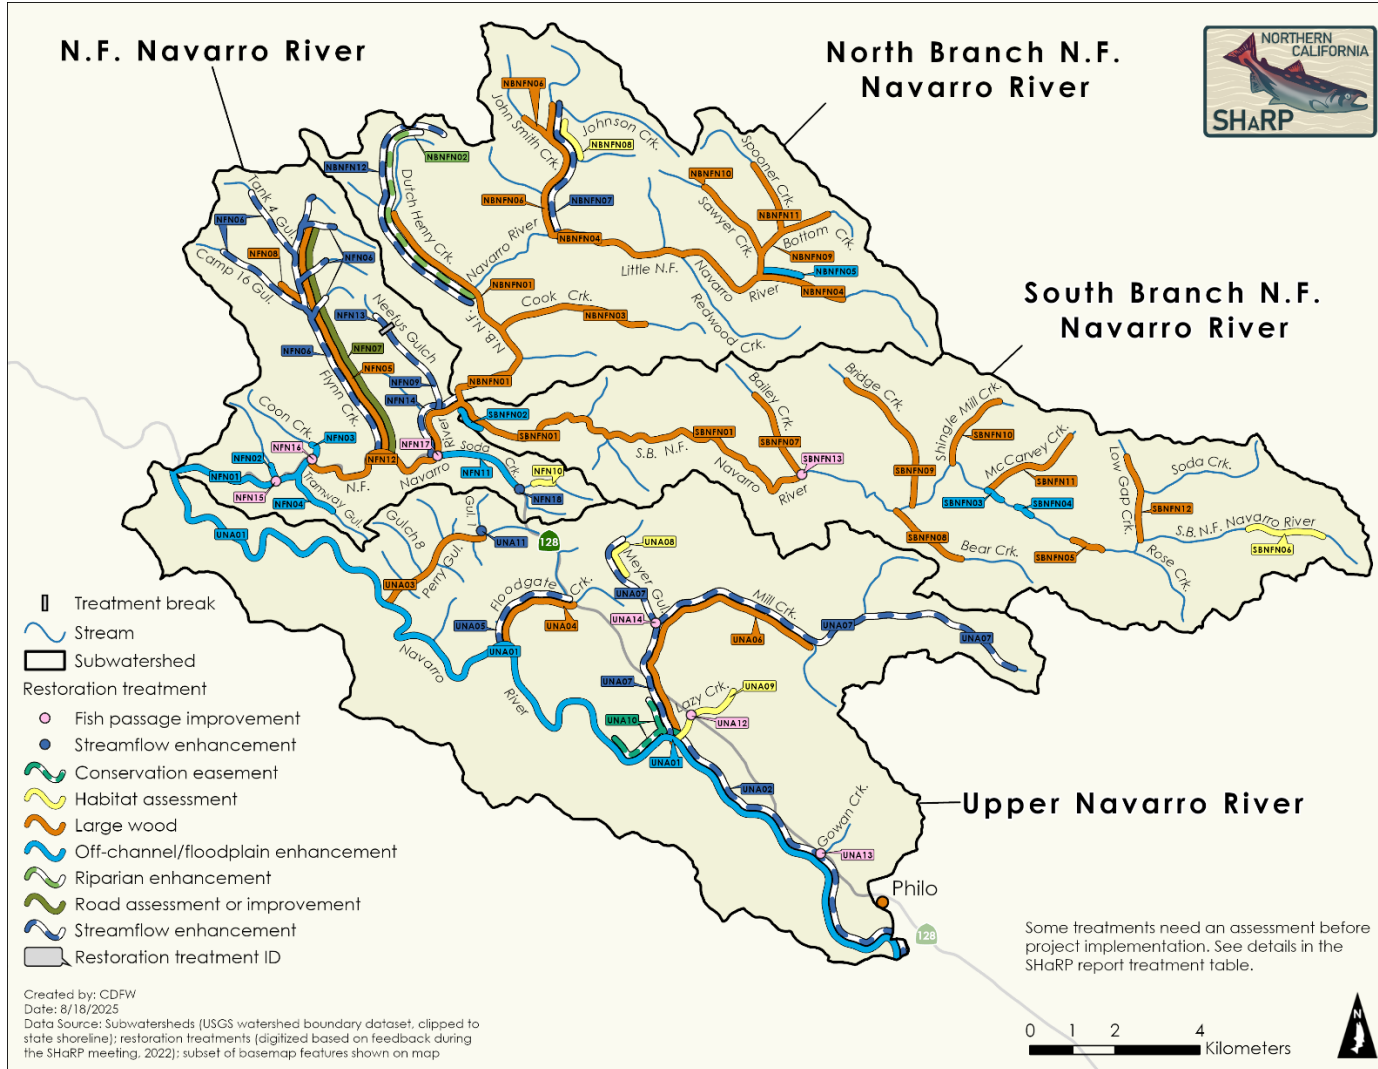 N.F. Navarro River
North Branch N.F.
Navarro River
NORTHERN
CALIFORNIA
SHaRP
South Branch N.F.
Navarro River
Upper Navarro River
NBNFN06
John Smith Crk.
Johnson Crk.
NBNFN08
NBNFN02
NBNFN12
Dutch Henry Crk.
NBNFN06
NBNFN07
NBNFN04
Navarro River
NBNFN10
Spooner Crk.
Sawyer Crk.
NBNFN11
Bottom Crk.
NBNFN09
NBNFN05
NBNFN04
Little N.F.
Navarro
River
Redwood Crk.
NBNFN01
Cook Crk.
NBNFN03
N.B. N.F.
NBNFN01
Tank 4 Gul.
NFN06
Camp 16 Gul.
NFN08
NFN06
NFN13
Neefus Gulch
NFN06
NFN07
NFN05
NFN09
NFN14
Flynn Crk.
Coon Crk.
NFN16
NFN03
NFN02
NFN01
NFN15
NFN04
Tramway Gul.
NFN12
N.F.
Navarro
River
NFN17
Soda
Crk.
NFN11
NFN10
NFN18
SBNFN02
SBNFN01
S.B. N.F.
SBNFN01
Navarro
River
Bailey Crk.
SBNFN07
SBNFN13
Bridge Crk.
SBNFN09
Shingle Mill Crk.
SBNFN10
McCarvey Crk.
SBNFN11
SBNFN03
SBNFN04
SBNFN08
Bear Crk.
SBNFN05
Low Gap Crk.
SBNFN12
Soda Crk.
S.B. N.F. Navarro River
SBNFN06
Rose Crk.
UNA01
Gulch 8
Gul. 1
UNA11
Perry Gul.
UNA03
128
Floodgate Crk.
UNA05
UNA04
UNA01
Navarro
River
UNA08
Meyer Gul.
UNA07
UNA14
Mill Crk.
UNA06
UNA07
UNA07
UNA07
Lazy Crk.
UNA09
UNA12
UNA10
UNA01
UNA02
Gowan Crk.
UNA13
Philo
128
Treatment break
Stream
Subwatershed
Restoration treatment
Fish passage improvement
Streamflow enhancement
Conservation easement
Habitat assessment
Large wood
Off-channel/floodplain enhancement
Riparian enhancement
Road assessment or improvement
Streamflow enhancement
Restoration treatment ID
Created by: CDFW
Date: 8/18/2025
Data Source: Subwatersheds (USGS watershed boundary dataset, clipped to
state shoreline); restoration treatments (digitized based on feedback during
the SHaRP meeting, 2022); subset of basemap features shown on map
Some treatments need an assessment before
project implementation. See details in the
SHaRP report treatment table.
0 1 2 4
Kilometers
N